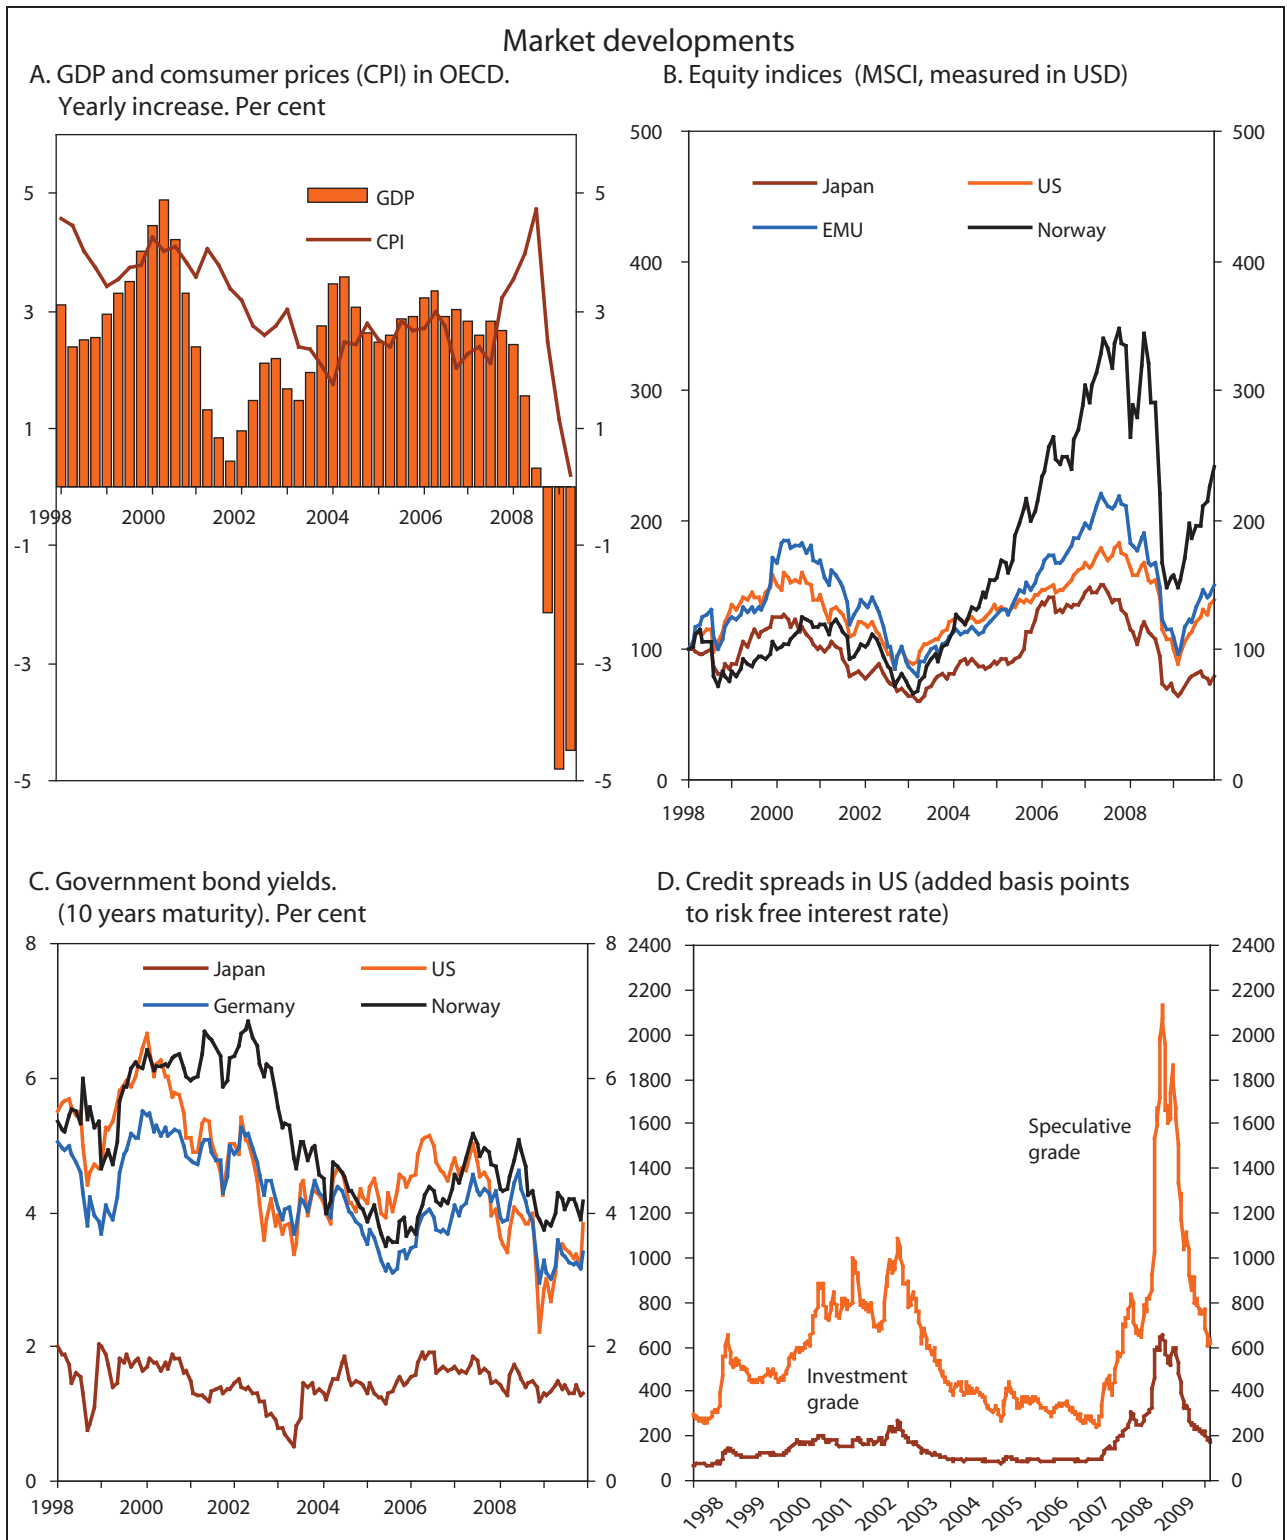 Market developments
A. GDP and comsumer prices (CPI) in OECD.
Yearly increase. Per cent
5
3
1
-1
-3
-5
5
3
1
-1
-3
-5
GDP
CPI
1998 2000 2002 2004 2006 2008
B. Equity indices (MSCI, measured in USD)
500
400
300
200
100
0
500
400
300
200
100
0
Japan US
EMU Norway
1998 2000 2002 2004 2006 2008
C. Government bond yields.
(10 years maturity). Per cent
8
6
4
2
0
8
6
4
2
0
Japan US
Germany Norway
1998 2000 2002 2004 2006 2008
D. Credit spreads in US (added basis points
to risk free interest rate)
2400
2200
2000
1800
1600
1400
1200
1000
800
600
400
200
0
2400
2200
2000
1800
1600
1400
1200
1000
800
600
400
200
0
Speculative
grade
Investment
grade
1998 1999 2000 2001 2002 2003 2004 2005 2006 2007 2008 2009